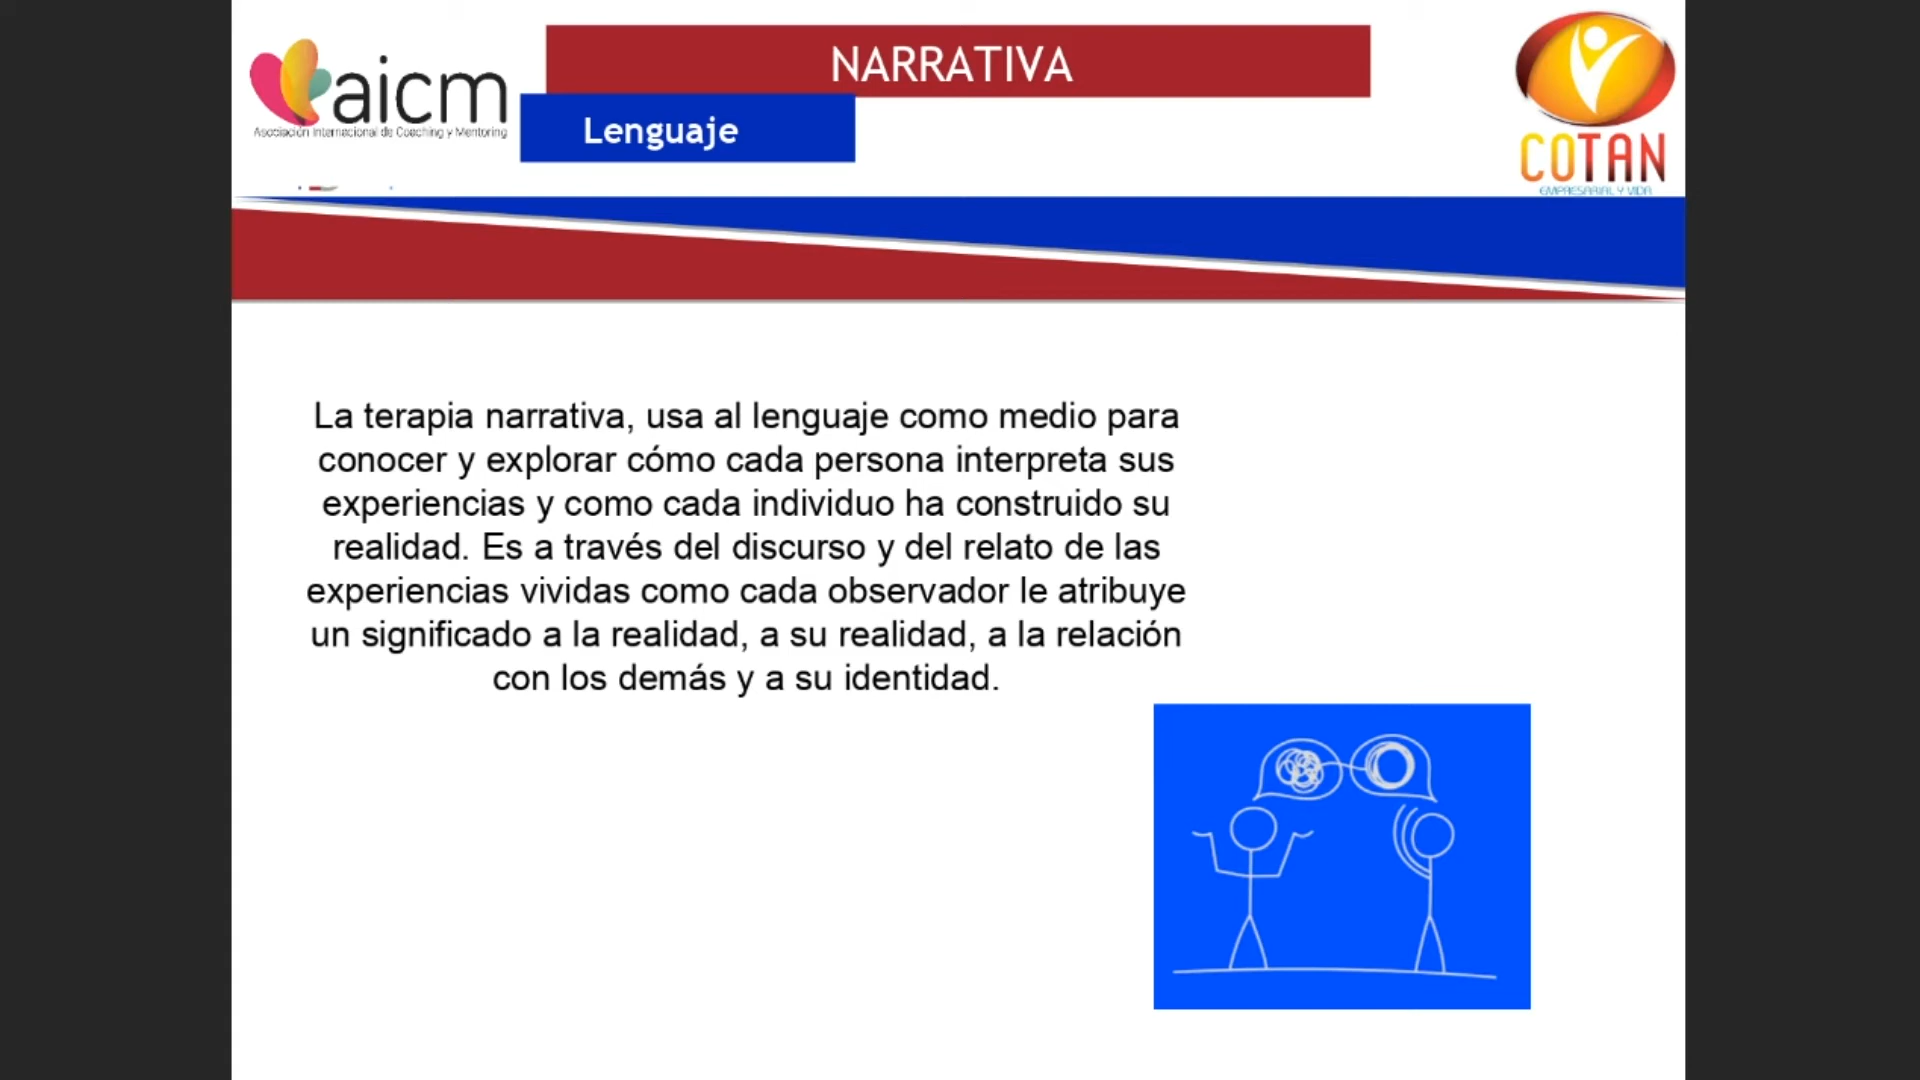 NARRATIVA
aicm
Asociación Internacional de Coaching y Mentoring
Lenguaje
COTAN
EMPRESARIAL Y VIDA
La terapia narrativa, usa al lenguaje como medio para
conocer y explorar cómo cada persona interpreta sus
experiencias y como cada individuo ha construido su
realidad. Es a través del discurso y del relato de las
experiencias vividas como cada observador le atribuye
un significado a la realidad, a su realidad, a la relación
con los demás y a su identidad.